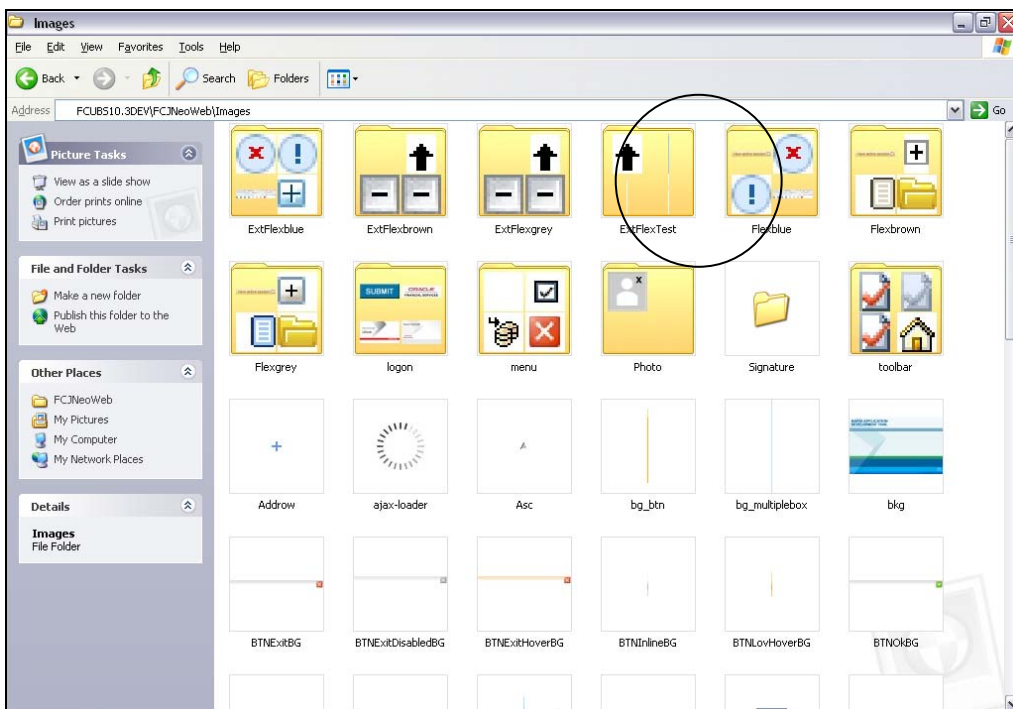 Images
File Edit View Favorites Tools Help
Back Search Folders
Address FCUBS10.3DEV\FCJNeoWeb\Images Go
Picture Tasks
View as a slide show
Order prints online
Print pictures
File and Folder Tasks
Make a new folder
Publish this folder to the
Web
Other Places
FCJNeoWeb
My Pictures
My Computer
My Network Places
Details
Images
File Folder
ExtFlexblue ExtFlexbrown ExtFlexgrey ExtFlexTest Flexblue Flexbrown
SUBMIT ORACLE
FINANCIAL SERVICES
Flexgrey logon menu Photo Signature toolbar
Addrow ajax-loader Asc bg_btn bg_multiplebox bkg
BTNExitBG BTNExitDisabledBG BTNExitHoverBG BTNInlineBG BTNLovHoverBG BTNOkBG